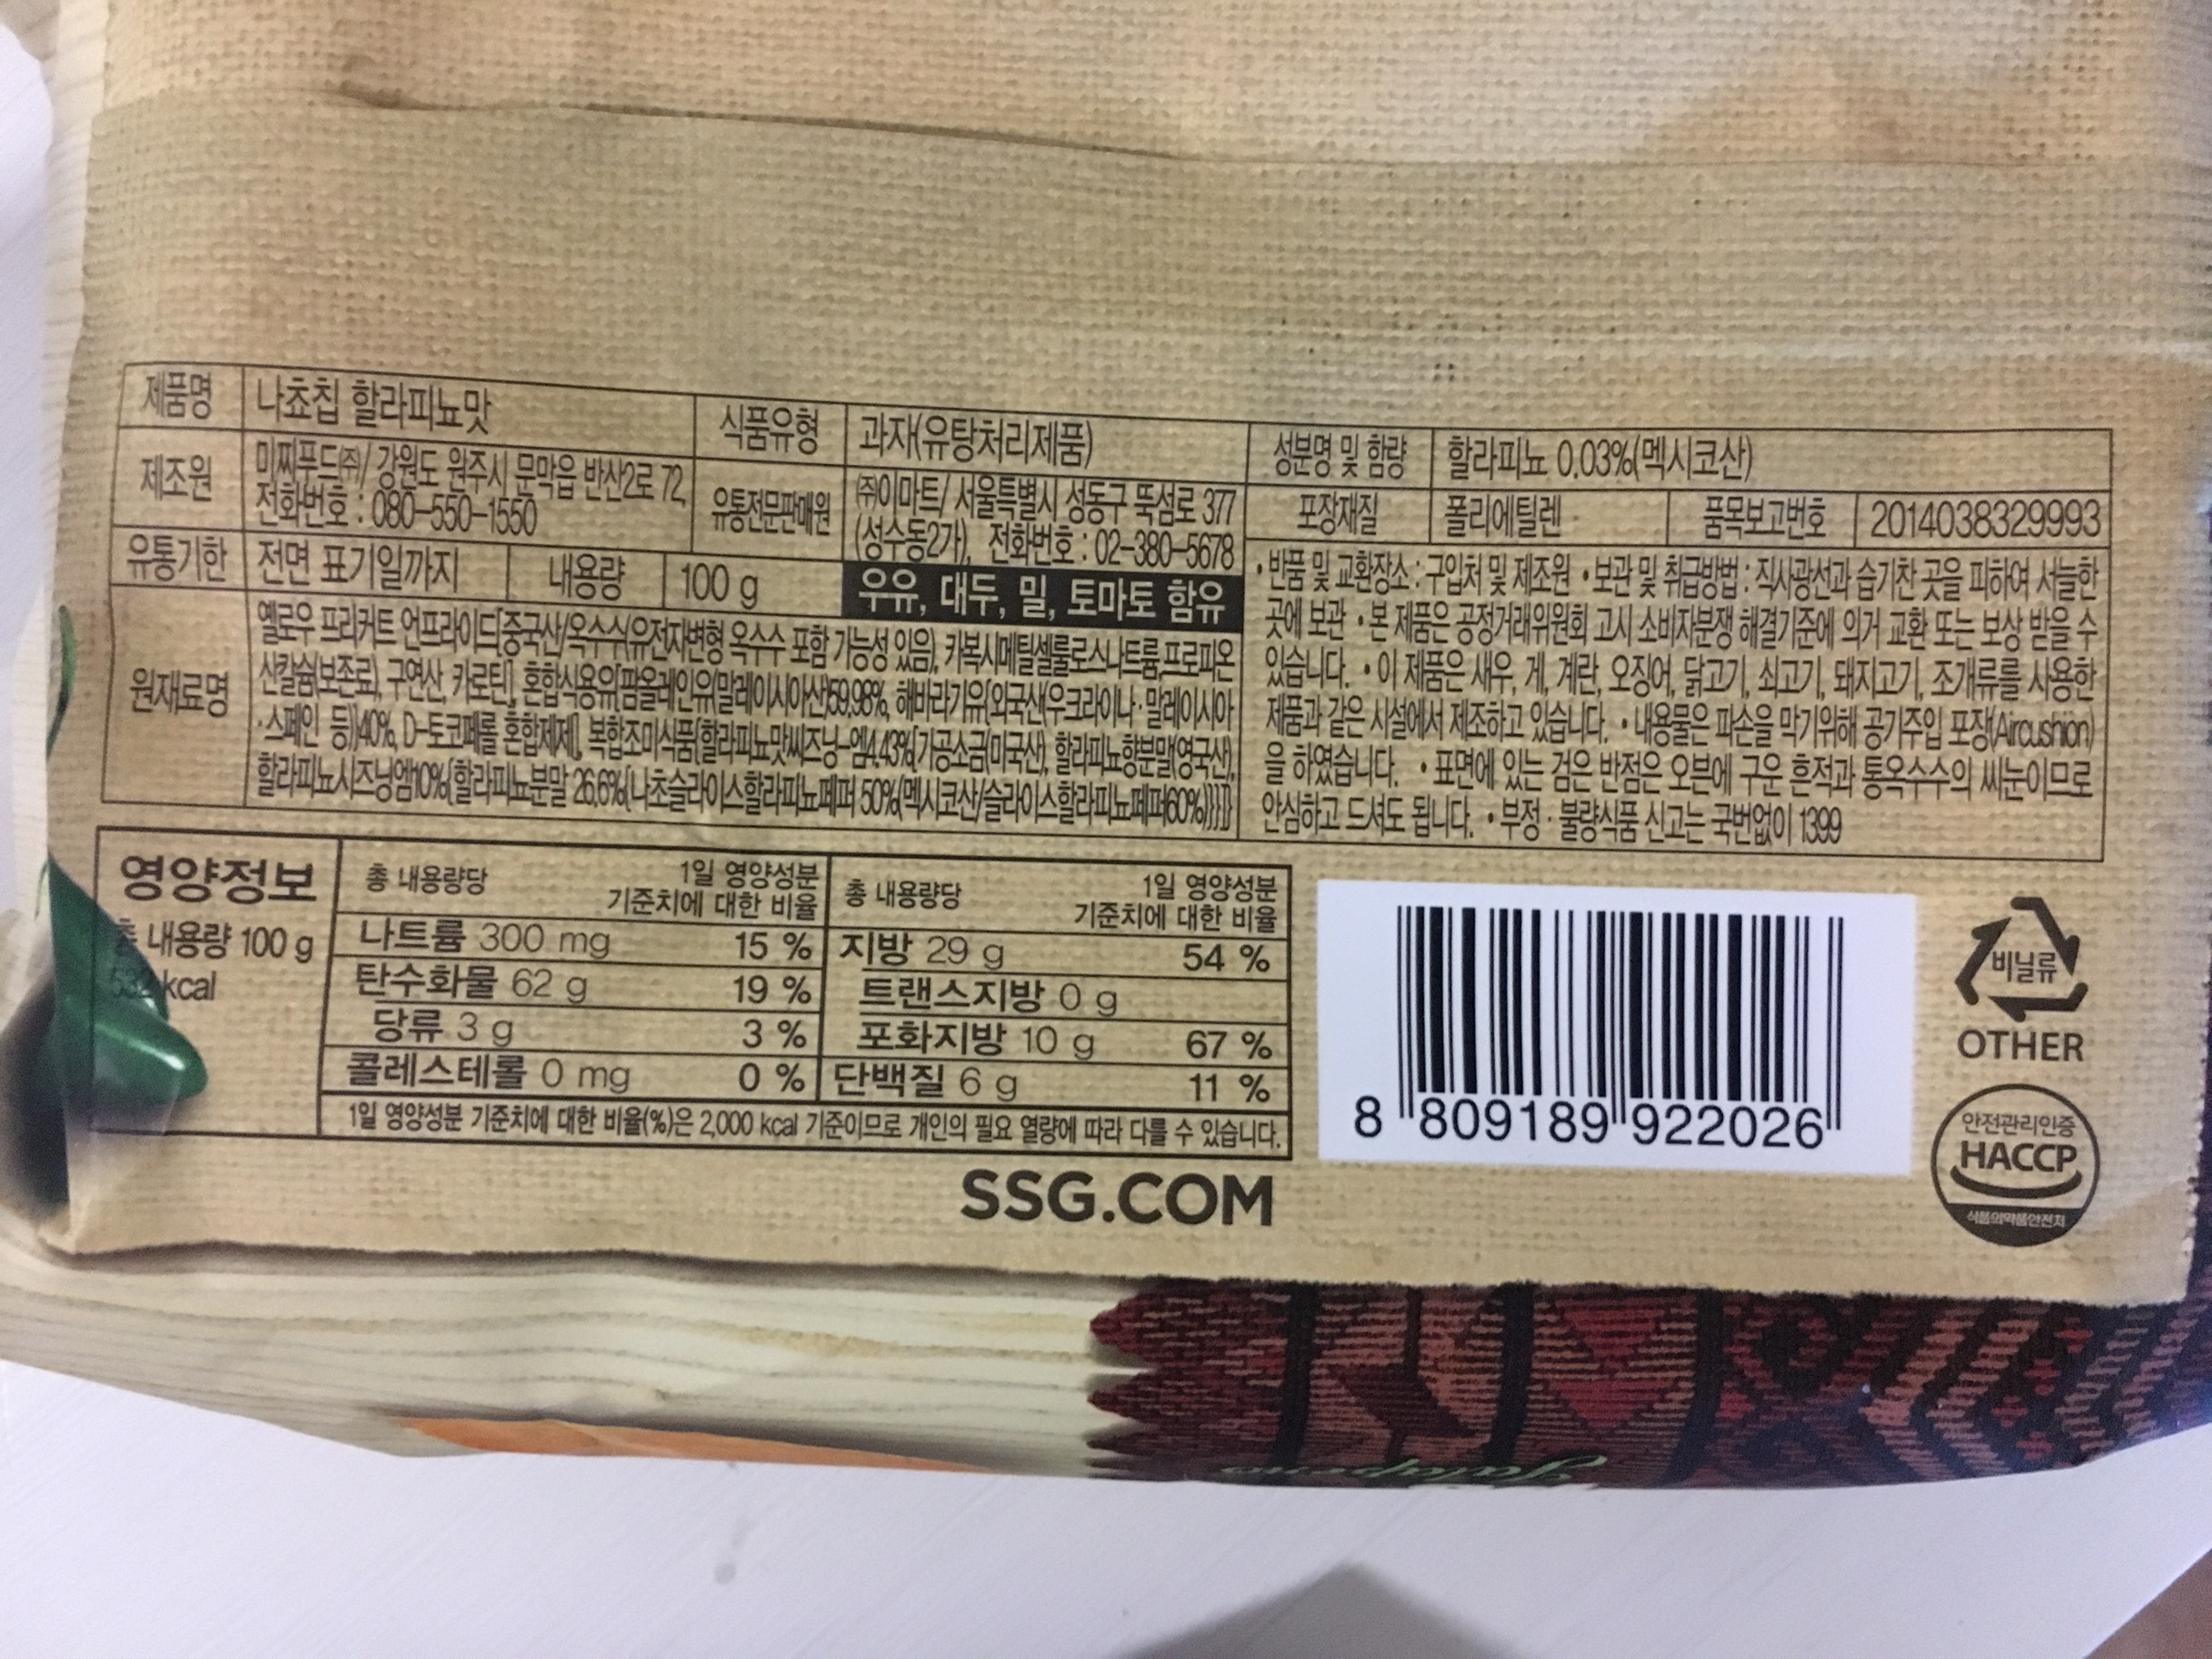 제품명 나쵸칩 할라피뇨맛
식품유형 과자(유탕처리제품)
제조원 미찌푸드㈜/ 강원도 원주시 문막읍 반산2로 72,
전화번호 : 080-550-1550
유통전문판매원 ㈜이마트/ 서울특별시 성동구 뚝섬로 377
(성수동2가), 전화번호 : 02-380-5678
유통기한 전면 표기일까지 내용량 100 g
우유, 대두, 밀, 토마토 함유
원재료명
옐로우 프리커트 언프라이드[중국산/옥수수(유전자변형 옥수수 포함 가능성 있음), 카복시메틸셀룰로스나트륨,프로피온
산칼슘(보존료), 구연산, 카로틴], 혼합식용유[팜올레인유(말레이시아산)59.98%, 해바라기유{외국산(우크라이나·말레이시아
·스페인 등)}40%, D-토코페롤 혼합제제], 복합조미식품{할라피뇨맛씨즈닝-엠4.43%[가공소금(미국산), 할라피뇨향분말(영국산),
할라피뇨시즈닝엠10%{할라피뇨분말 26.6%(나초슬라이스할라피뇨페퍼 50%(멕시코산/슬라이스할라피뇨페퍼60%)}}]}
성분명 및 함량 할라피뇨 0.03%(멕시코산)
포장재질 폴리에틸렌 품목보고번호 2014038329993
• 반품 및 교환장소 : 구입처 및 제조원 • 보관 및 취급방법 : 직사광선과 습기찬 곳을 피하여 서늘한
곳에 보관 • 본 제품은 공정거래위원회 고시 소비자분쟁 해결기준에 의거 교환 또는 보상 받을 수
있습니다. • 이 제품은 새우, 게, 계란, 오징어, 닭고기, 쇠고기, 돼지고기, 조개류를 사용한
제품과 같은 시설에서 제조하고 있습니다. • 내용물은 파손을 막기위해 공기주입 포장(Aircushion)
을 하였습니다. • 표면에 있는 검은 반점은 오븐에 구운 흔적과 통옥수수의 씨눈이므로
안심하고 드셔도 됩니다. • 부정 · 불량식품 신고는 국번없이 1399
영양정보
총 내용량 100 g
532 kcal
총 내용량당 1일 영양성분
기준치에 대한 비율
나트륨 300 mg 15 %
탄수화물 62 g 19 %
당류 3 g 3 %
콜레스테롤 0 mg 0 %
총 내용량당 1일 영양성분
기준치에 대한 비율
지방 29 g 54 %
트랜스지방 0 g
포화지방 10 g 67 %
단백질 6 g 11 %
1일 영양성분 기준치에 대한 비율(%)은 2,000 kcal 기준이므로 개인의 필요 열량에 따라 다를 수 있습니다.
SSG.COM
8 809189 922026
비닐류
OTHER
안전관리인증
HACCP
식품의약품안전처
Jalapeno